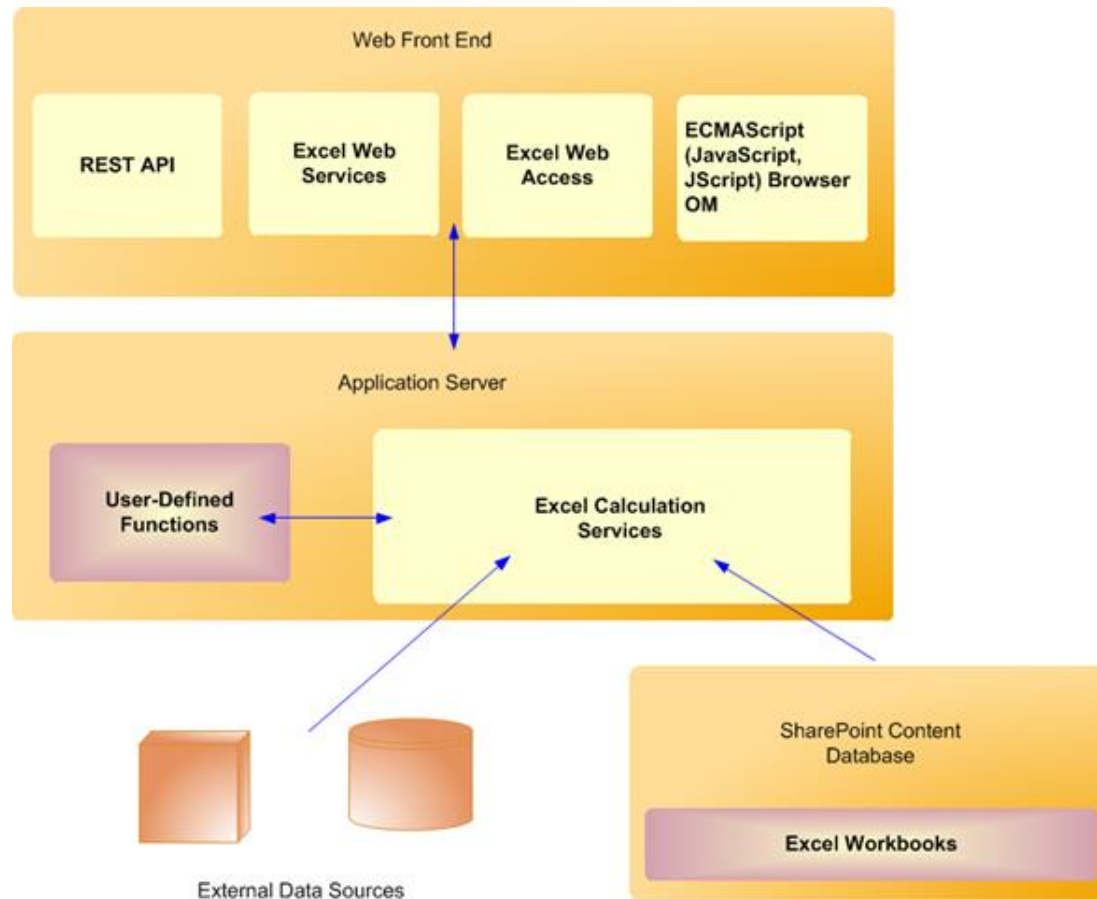 Web Front End
REST API
Excel Web
Services
Excel Web
Access
ECMAScript
(JavaScript,
JScript) Browser
OM
Application Server
User-Defined
Functions
Excel Calculation
Services
SharePoint Content
Database
Excel Workbooks
External Data Sources